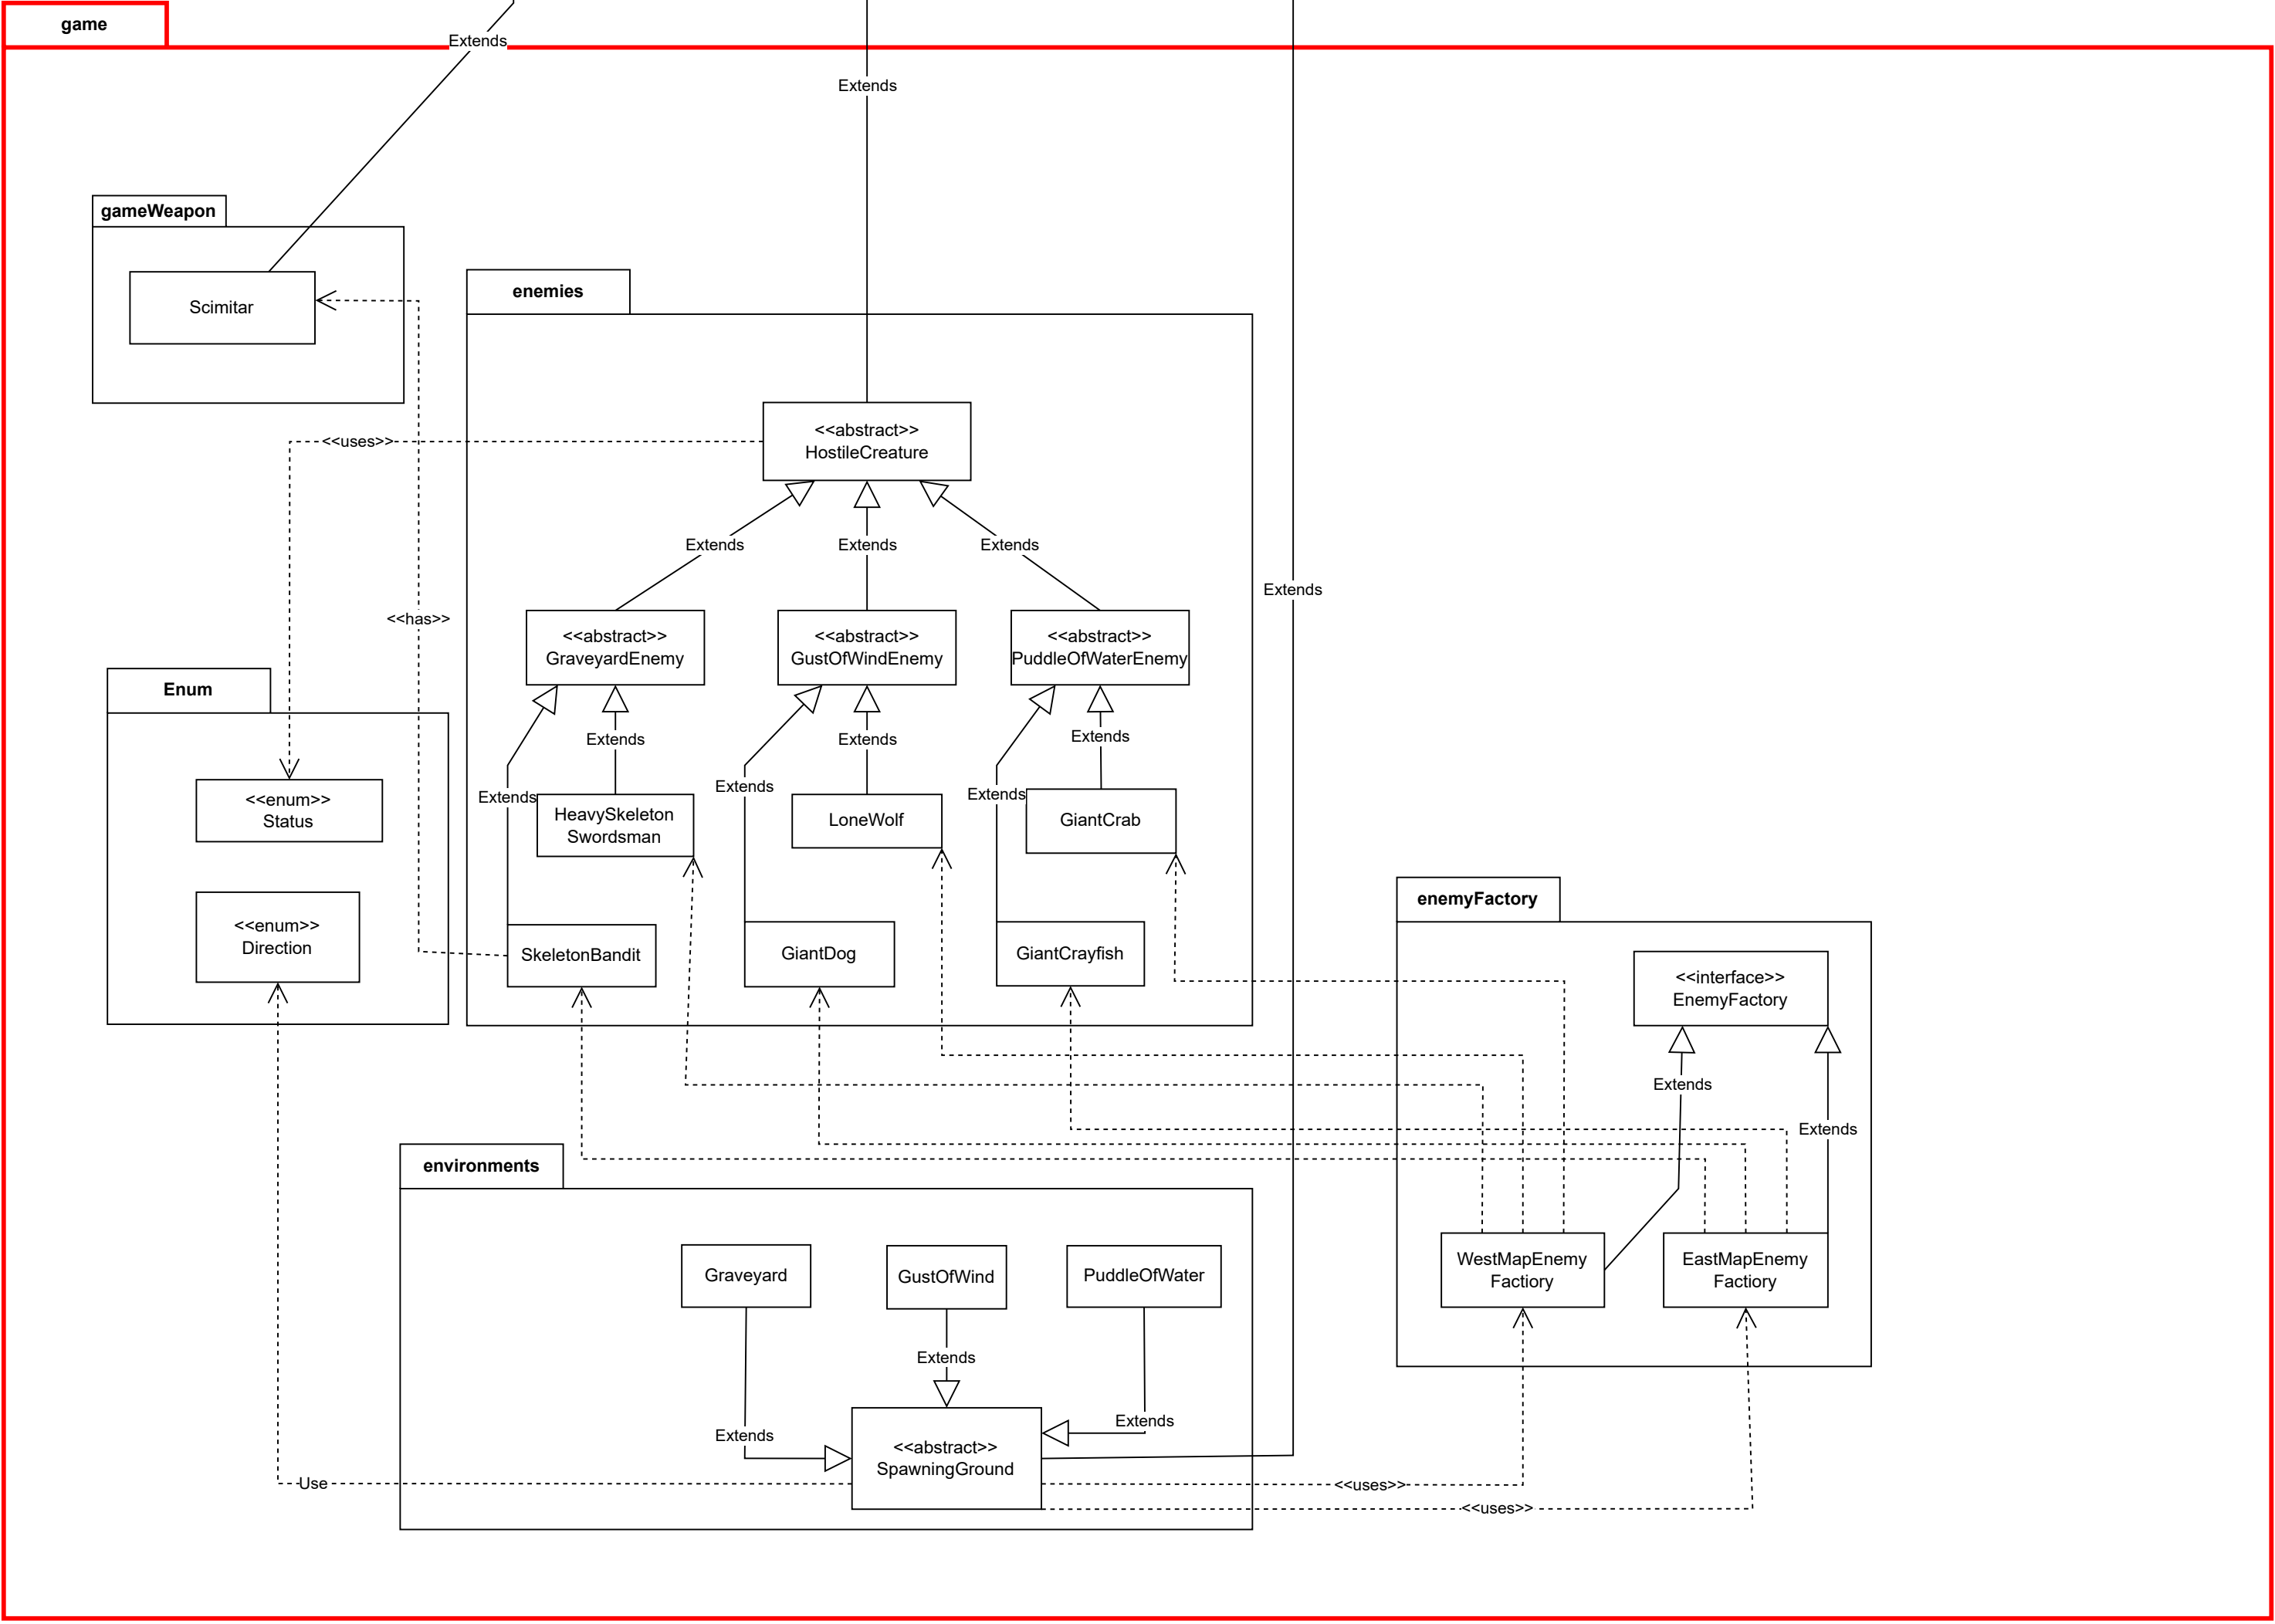 game
Extends
Extends
gameWeapon
Scimitar
enemies
<<abstract>>
HostileCreature
<<uses>>
Extends
Extends
Extends
Extends
<<has>>
<<abstract>>
GraveyardEnemy
<<abstract>>
GustOfWindEnemy
<<abstract>>
PuddleOfWaterEnemy
Enum
Extends
Extends
Extends
Extends
Extends
Extends
<<enum>>
Status
HeavySkeleton
Swordsman
LoneWolf
GiantCrab
<<enum>>
Direction
SkeletonBandit
GiantDog
GiantCrayfish
enemyFactory
<<interface>>
EnemyFactory
Extends
Extends
environments
Graveyard
GustOfWind
PuddleOfWater
WestMapEnemy
Factiory
EastMapEnemy
Factiory
Extends
Extends
Extends
<<abstract>>
SpawningGround
Use
<<uses>>
<<uses>>